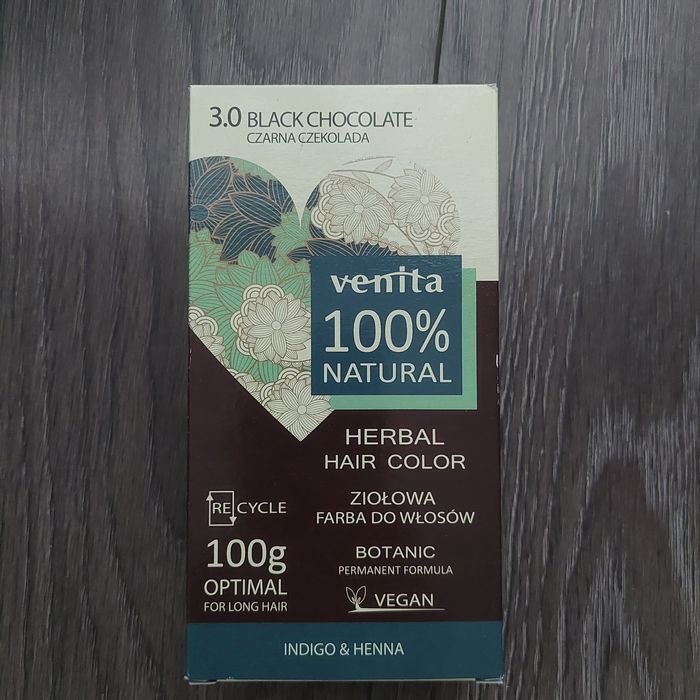 3.0 BLACK CHOCOLATE
CZARNA CZEKOLADA
venita
100%
NATURAL
HERBAL
HAIR COLOR
RE CYCLE
ZIOŁOWA
FARBA DO WŁOSÓW
100g
OPTIMAL
FOR LONG HAIR
BOTANIC
PERMANENT FORMULA
VEGAN
INDIGO & HENNA